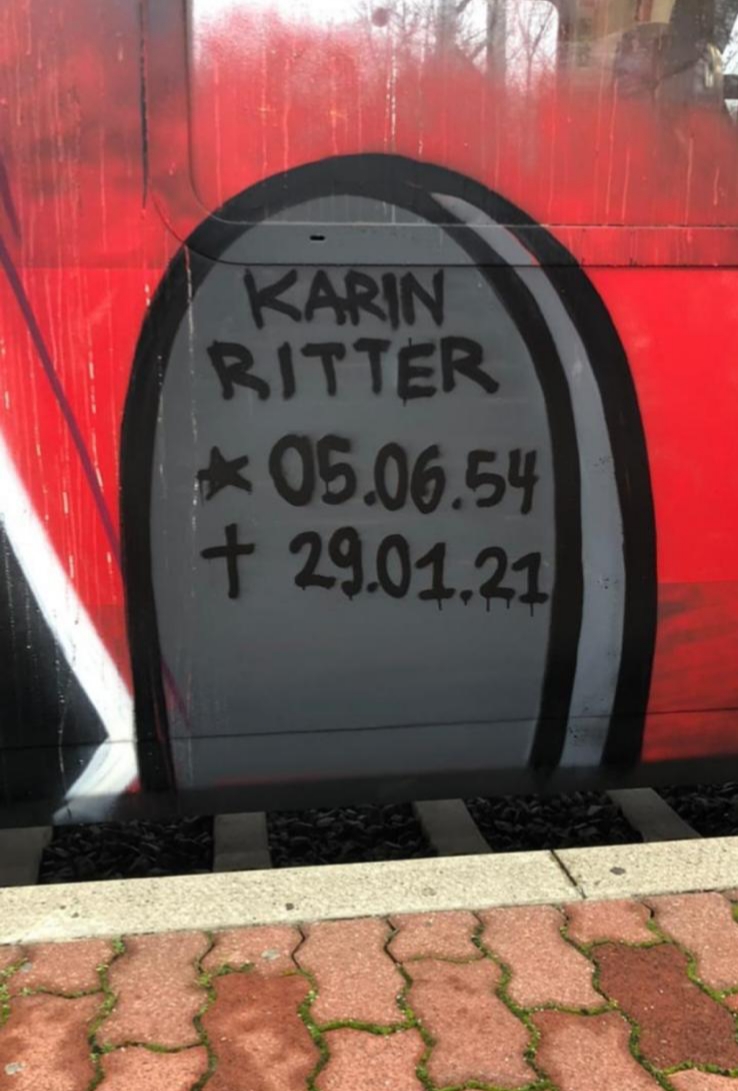 KARIN
RITTER
* 05.06.54
† 29.01.21